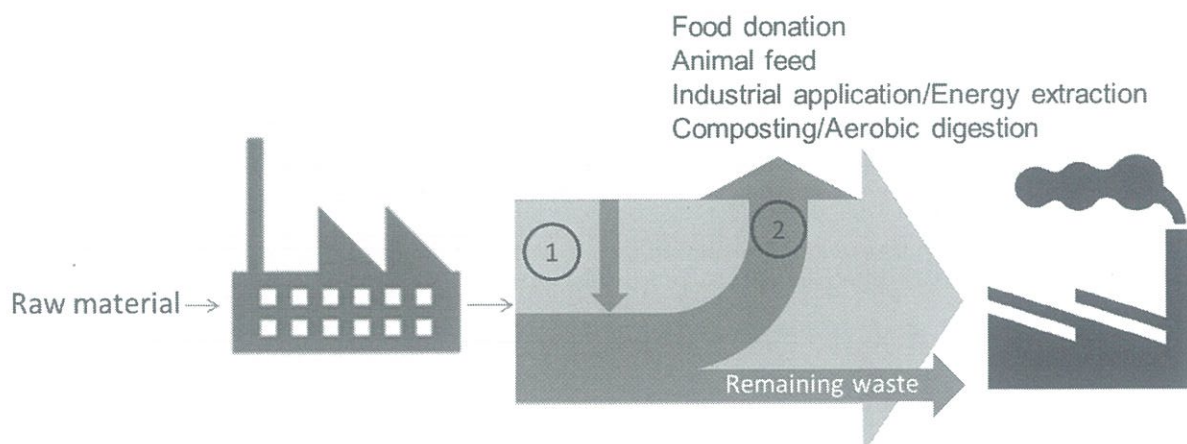 Food donation
Animal feed
Industrial application/Energy extraction
Composting/Aerobic digestion
1
2
Raw material
Remaining waste